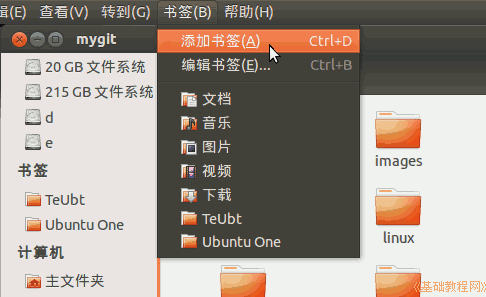 辑(E) 查看(V) 转到(G) 书签(B) 帮助(H)
mygit
添加书签(A) Ctrl+D
编辑书签(E)... Ctrl+B
文档
音乐
图片
视频
下载
TeUbt
Ubuntu One
20 GB 文件系统
215 GB 文件系统
d
e
书签
TeUbt
Ubuntu One
计算机
主文件夹
images
linux
《基础教程网》